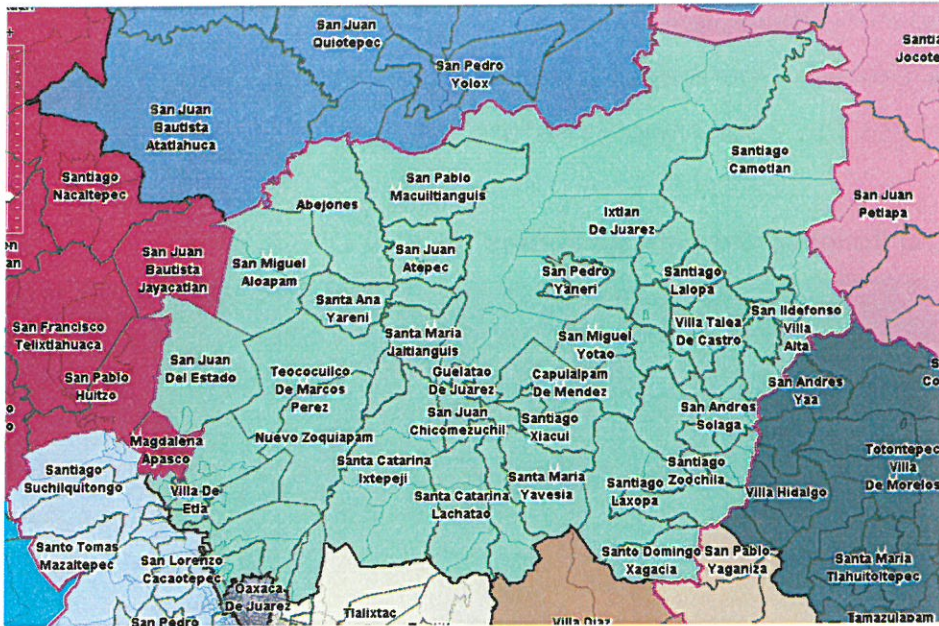 San Juan
Quiotepec
Santia
Jocote
San Pedro
Yolox
San Juan
Bautista
Atatlahuca
Santiago
Camotlan
Santiago
Nacaltepec
San Pablo
Macuiltianguis
San Juan
Petlapa
Abejones
Ixtlan
De Juarez
San Juan
Bautista
Jayacatlan
San Miguel
Aloapam
San Juan
Atepec
San Pedro
Yaneri
Santiago
Lalopa
Santa Ana
Yareni
San Francisco
Telixtlahuaca
Santa Maria
Jaltianguis
San Miguel
Yotao
Villa Talea
De Castro
San Ildefonso
Villa
Alta
San Juan
Del Estado
San Pablo
Huitzo
Teococuilco
De Marcos
Perez
Guelatao
De Juarez
Capulalpam
De Mendez
San Andres
Yaa
San Juan
Chicomezuchil
Santiago
Xiacui
San Andres
Solaga
Magdalena
Apasco
Nuevo Zoquiapam
Totontepec
Villa
De Morelos
Santiago
Suchilquitongo
Santa Catarina
Ixtepeji
Santa Maria
Yavesia
Santiago
Zoochila
Villa De
Etla
Santa Catarina
Lachatao
Santiago
Laxopa
Villa Hidalgo
Santo Tomas
Mazaltepec
San Lorenzo
Cacaotepec
Santo Domingo
Xagacia
San Pablo
Yaganiza
Santa Maria
Tlahuitoltepec
Oaxaca
De Juarez
San Pedro
Tlalixtac
Villa Diaz
Tamazulapam